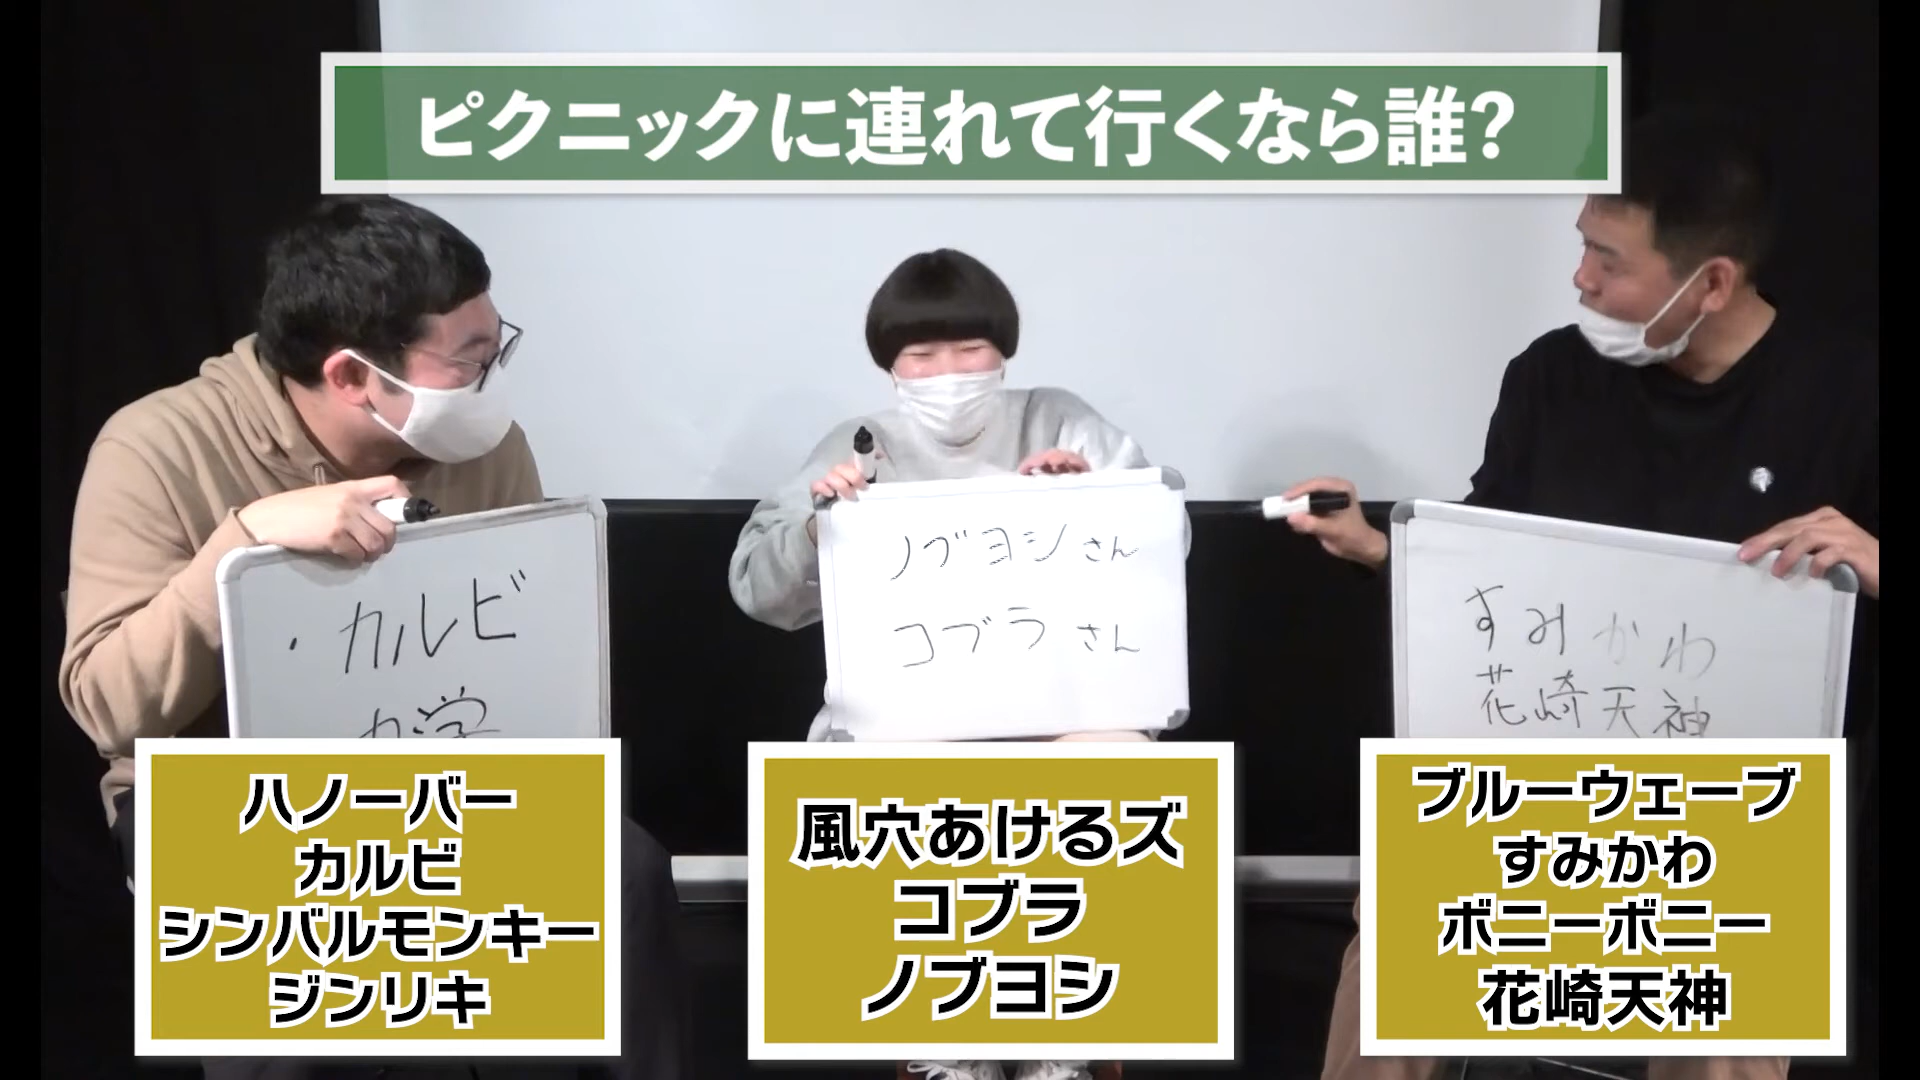 ピクニックに連れて行くなら誰?
・カルビ
力学
ノブヨシさん
コブラさん
すみかわ
花崎天神
ハノーバー
カルビ
シンバルモンキー
ジンリキ
風穴あけるズ
コブラ
ノブヨシ
ブルーウェーブ
すみかわ
ボニーボニー
花崎天神